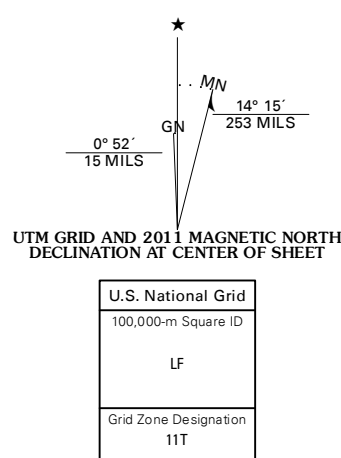 ★
MN
GN
14° 15´
253 MILS
0° 52´
15 MILS
UTM GRID AND 2011 MAGNETIC NORTH
DECLINATION AT CENTER OF SHEET
U.S. National Grid
100,000-m Square ID
LF
Grid Zone Designation
11T